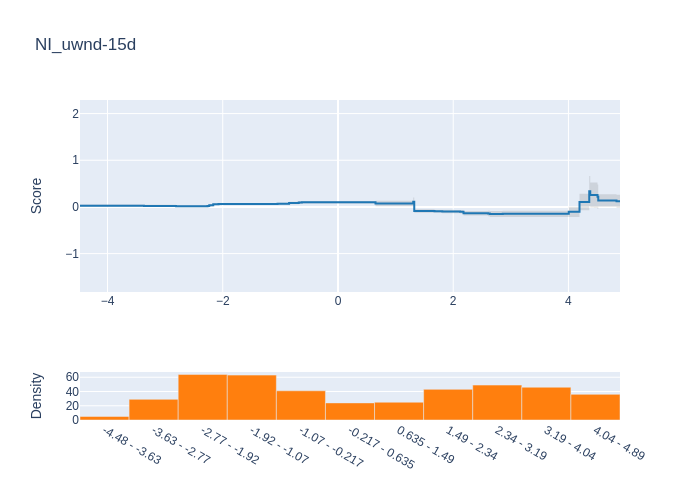 NI_uwnd-15d
2
1
0
−1
Score
−4
−2
0
2
4
60
40
20
0
Density
-4.48 - -3.63
-3.63 - -2.77
-2.77 - -1.92
-1.92 - -1.07
-1.07 - -0.217
-0.217 - 0.635
0.635 - 1.49
1.49 - 2.34
2.34 - 3.19
3.19 - 4.04
4.04 - 4.89